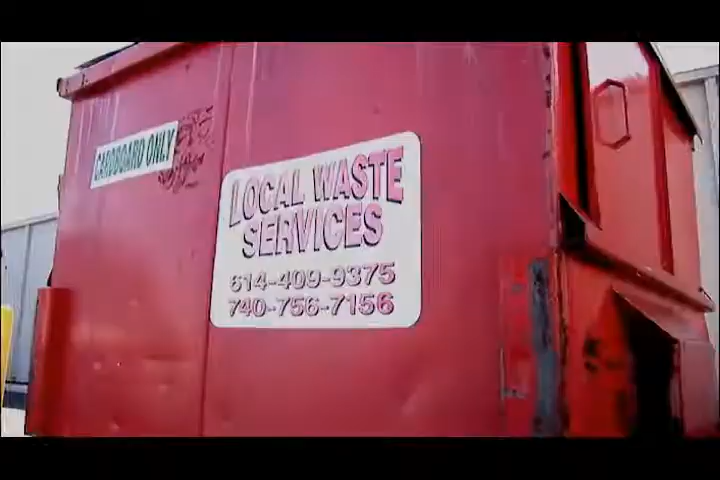 CARDBOARD ONLY
LOCAL WASTE
SERVICES
614-409-9375
740-756-7156